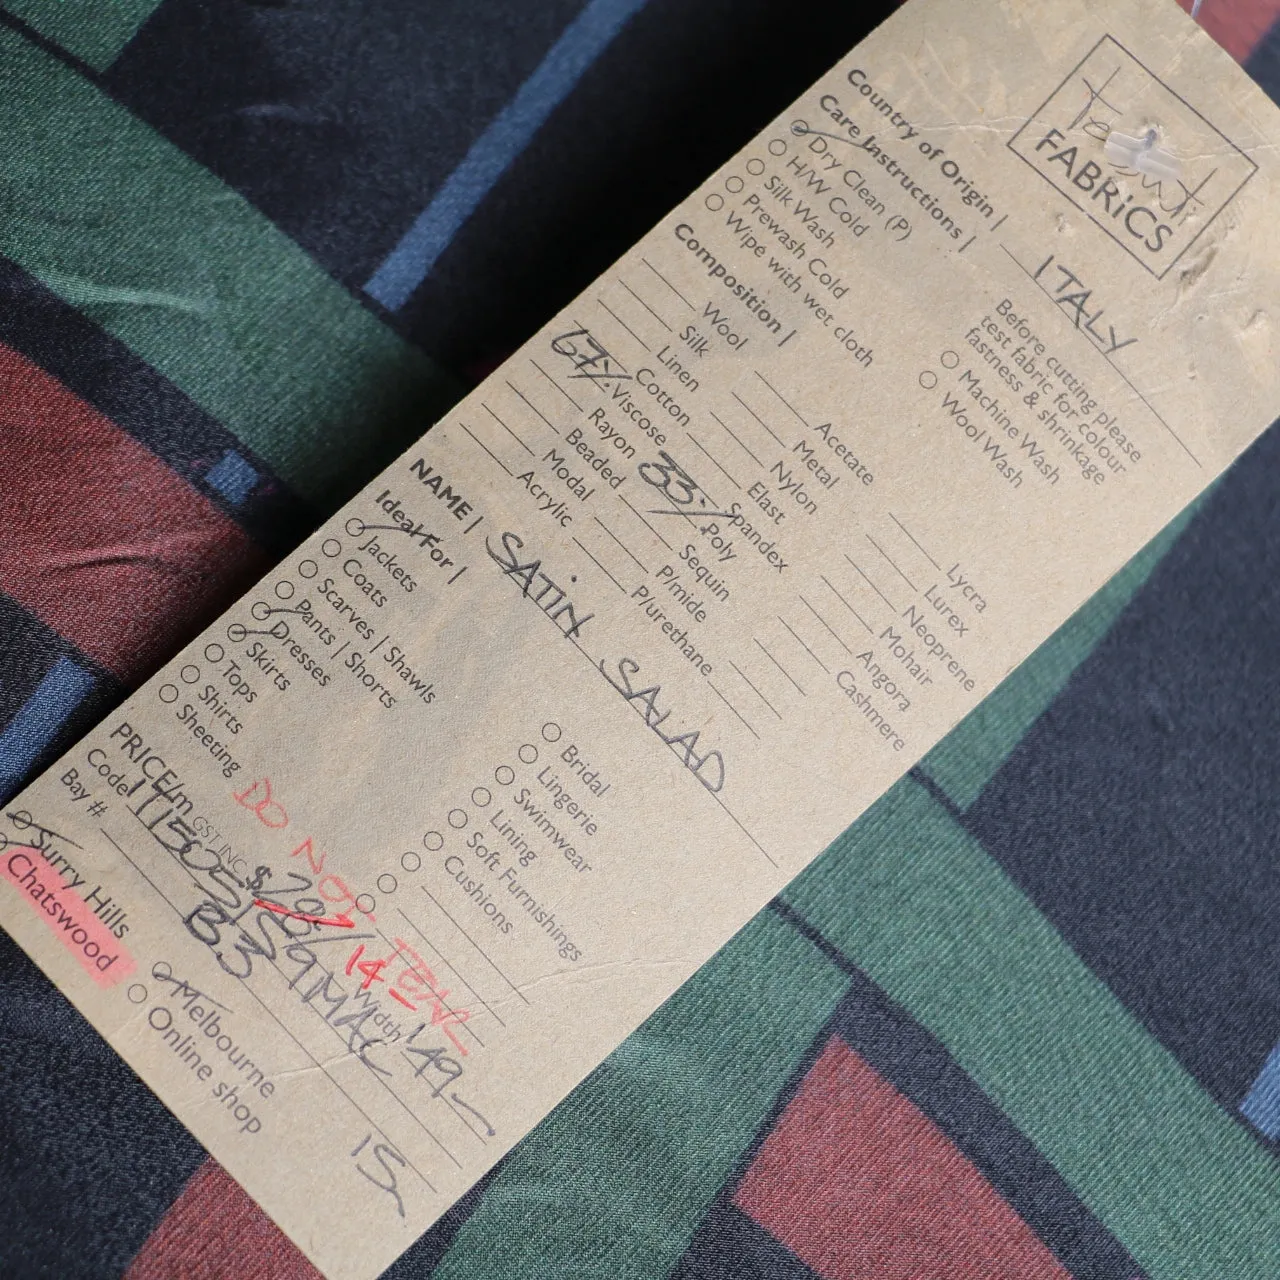 FABRiCS
Country of Origin | ITALY
Care Instructions |
Dry Clean (P)
H/W Cold
Silk Wash
Prewash Cold
Wipe with wet cloth
Before cutting please
test fabric for colour
fastness & shrinkage
Machine Wash
Wool Wash
Composition |
Wool
Silk
Linen
Cotton
67% Viscose
Rayon
Beaded
Modal
Acrylic
Acetate
Metal
Nylon
Elast
Spandex
33% Poly
Sequin
P/mide
P/urethane
Lycra
Lurex
Neoprene
Mohair
Angora
Cashmere
NAME | SATIN SALAD
Ideal For |
Jackets
Coats
Scarves | Shawls
Pants | Shorts
Dresses
Skirts
Tops
Shirts
Sheeting
Bridal
Lingerie
Swimwear
Lining
Soft Furnishings
Cushions
DO NOT TEAR
PRICE/m GST INC $ 14 Width 149
Code
Bay # B3
Surry Hills
Chatswood
Melbourne
Online shop
15